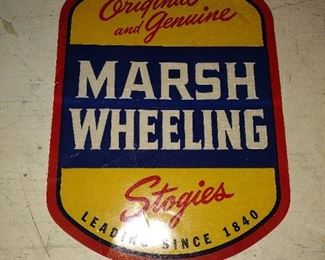 Original
and Genuine
MARSH
WHEELING
Stogies
LEADING SINCE 1840